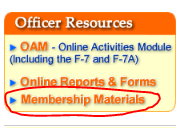 Officer Resources
OAM - Online Activities Module
(Including the F-7 and F-7A)
Online Reports & Forms
Membership Materials